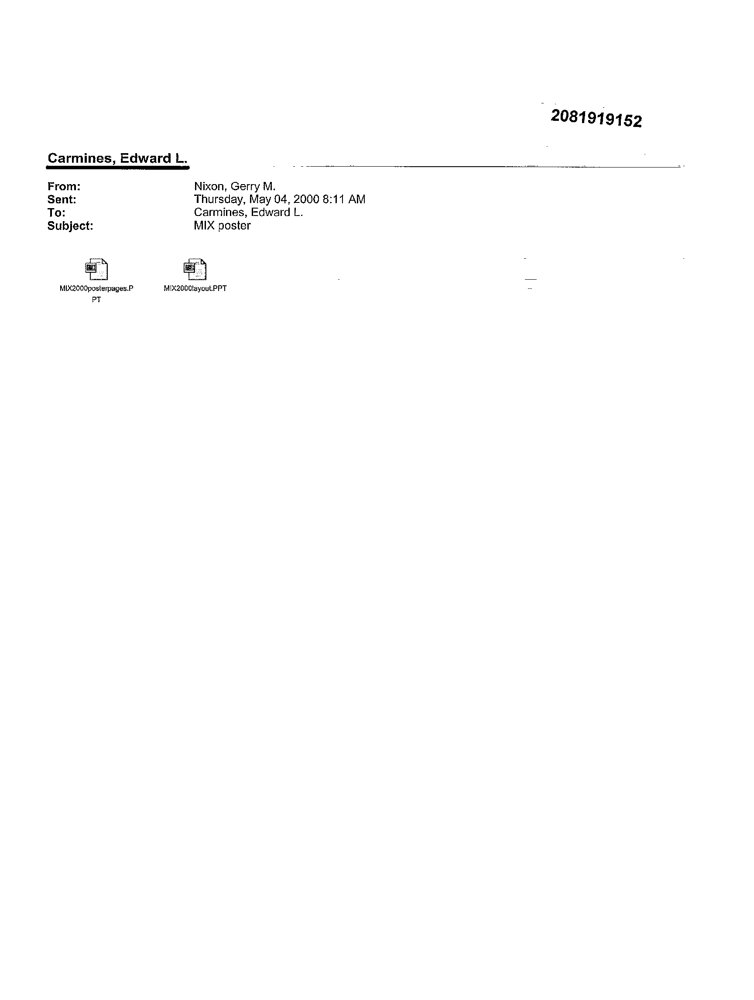 2081919152
Carmines, Edward L.
From: Nixon, Gerry M.
Sent: Thursday, May 04, 2000 8:11 AM
To: Carmines, Edward L.
Subject: MIX poster
MIX2000posterpages.P
PT
MIX2000layout.PPT